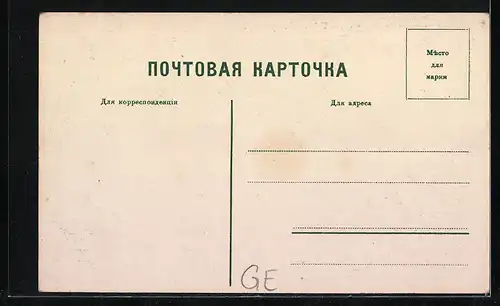 Мѣсто
для
марки
ПОЧТОВАЯ КАРТОЧКА
Для корреспонденціи
Для адреса
GE